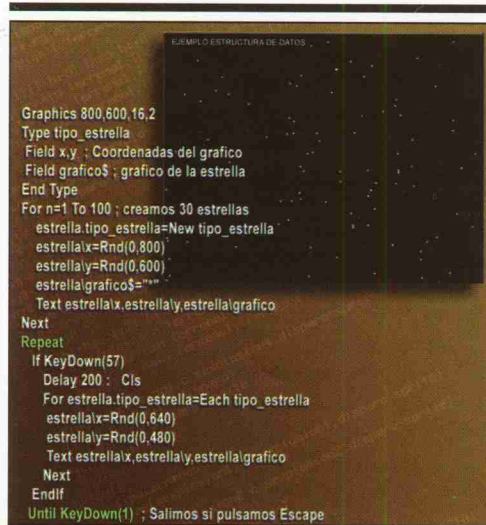 EJEMPLO ESTRUCTURA DE DATOS
Graphics 800,600,16,2
Type tipo_estrella
Field x,y ; Coordenadas del grafico
Field grafico$ ; grafico de la estrella
End Type
For n=1 To 100 ; creamos 30 estrellas
estrella.tipo_estrella=New tipo_estrella
estrella\x=Rnd(0,800)
estrella\y=Rnd(0,600)
estrella\grafico$="*"
Text estrella\x,estrella\y,estrella\grafico
Next
Repeat
If KeyDown(57)
Delay 200 : Cls
For estrella.tipo_estrella=Each tipo_estrella
estrella\x=Rnd(0,640)
estrella\y=Rnd(0,480)
Text estrella\x,estrella\y,estrella\grafico
Next
EndIf
Until KeyDown(1) ; Salimos si pulsamos Escape